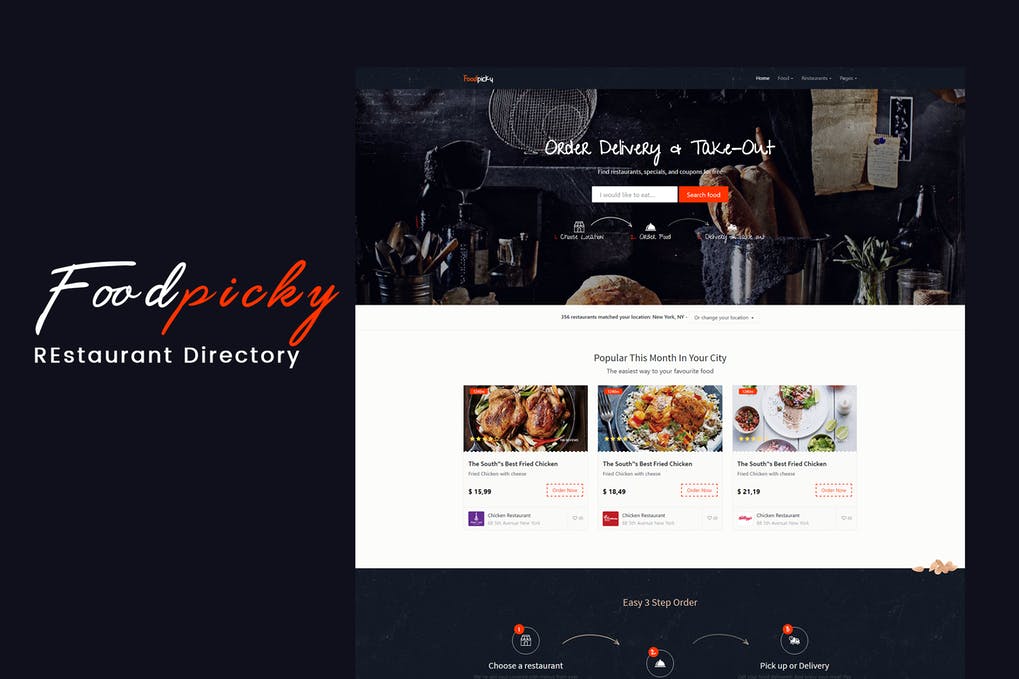 Foodpicky
REstaurant Directory
Foodpicky
Home Food Restaurants Pages
Order Delivery & Take-Out
Find restaurants, specials, and coupons for free
I would like to eat... Search food
1. Choose Location 2. Order Food 3. Delivery or take out
356 restaurants matched your location: New York, NY - Or change your location
Popular This Month In Your City
The easiest way to your favourite food
The South"s Best Fried Chicken
Fried Chicken with cheese
$ 15,99 Order Now
Chicken Restaurant
68 5th Avenue New York
The South"s Best Fried Chicken
Fried Chicken with cheese
$ 18,49 Order Now
Chicken Restaurant
68 5th Avenue New York
The South"s Best Fried Chicken
Fried Chicken with cheese
$ 21,19 Order Now
Kellogg's
Chicken Restaurant
68 5th Avenue New York
Easy 3 Step Order
1
Choose a restaurant
2
3
Pick up or Delivery